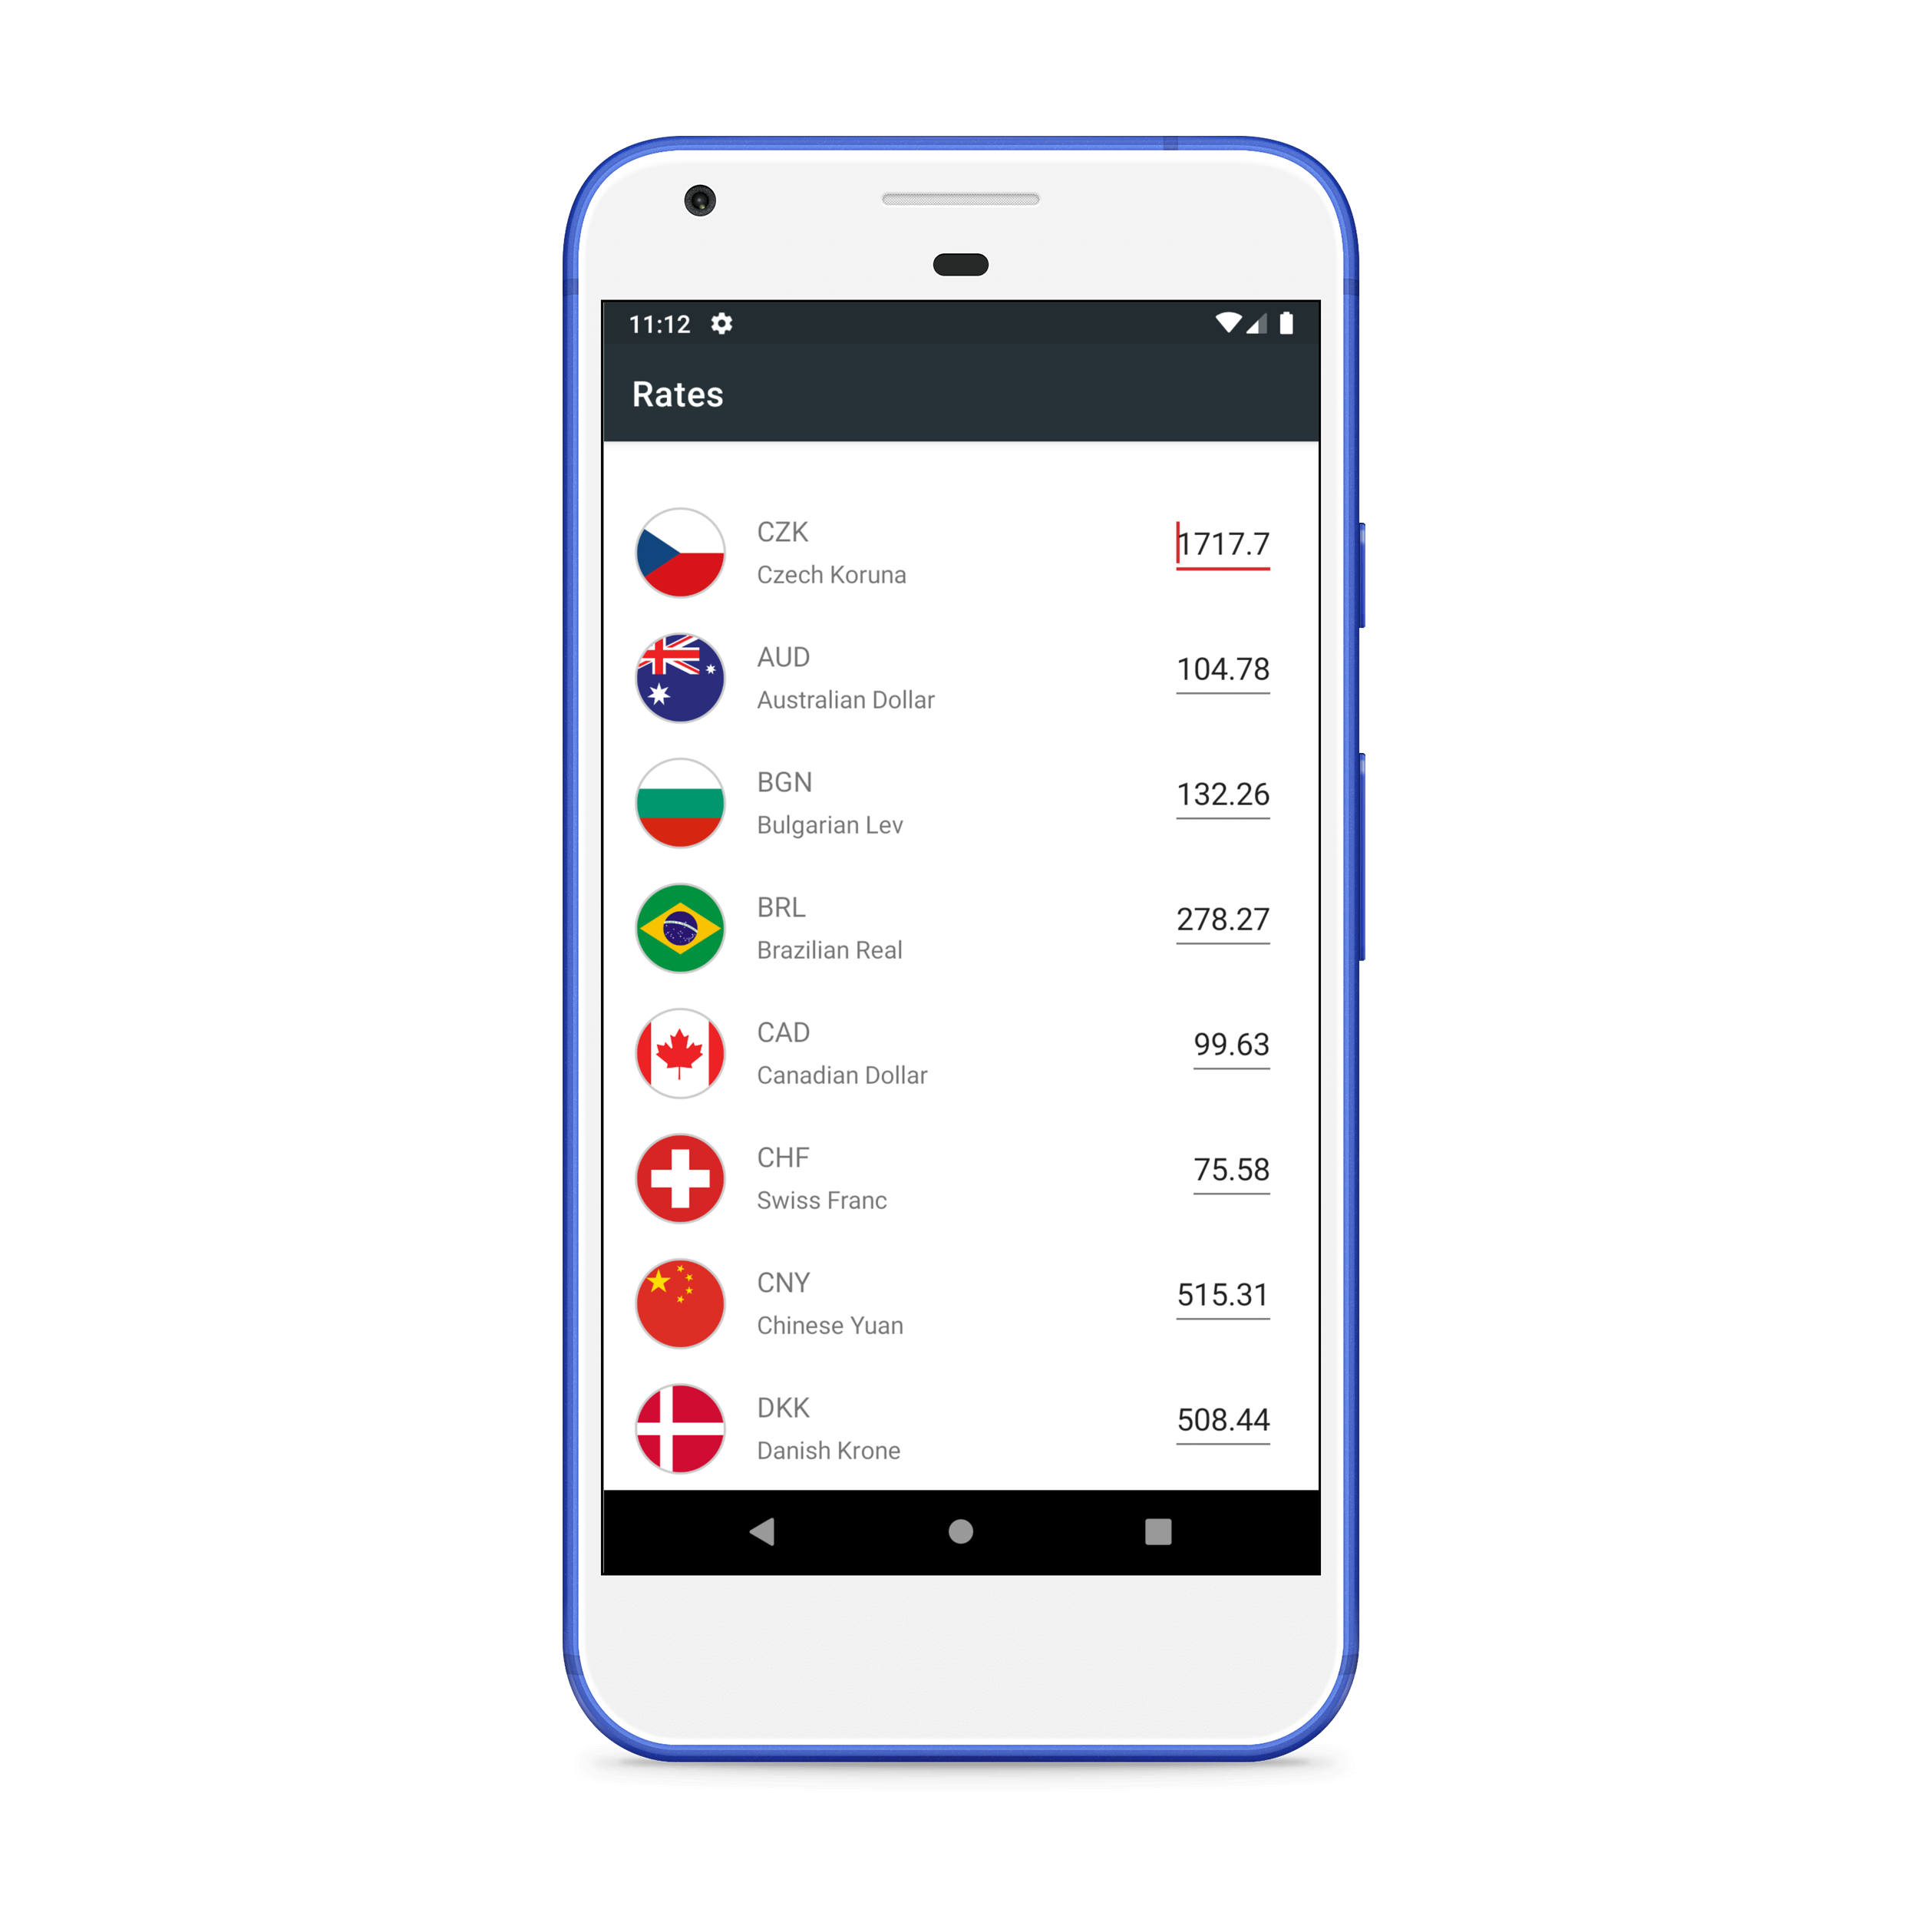 11:12
Rates
CZK
Czech Koruna
1717.7
AUD
Australian Dollar
104.78
BGN
Bulgarian Lev
132.26
BRL
Brazilian Real
278.27
CAD
Canadian Dollar
99.63
CHF
Swiss Franc
75.58
CNY
Chinese Yuan
515.31
DKK
Danish Krone
508.44